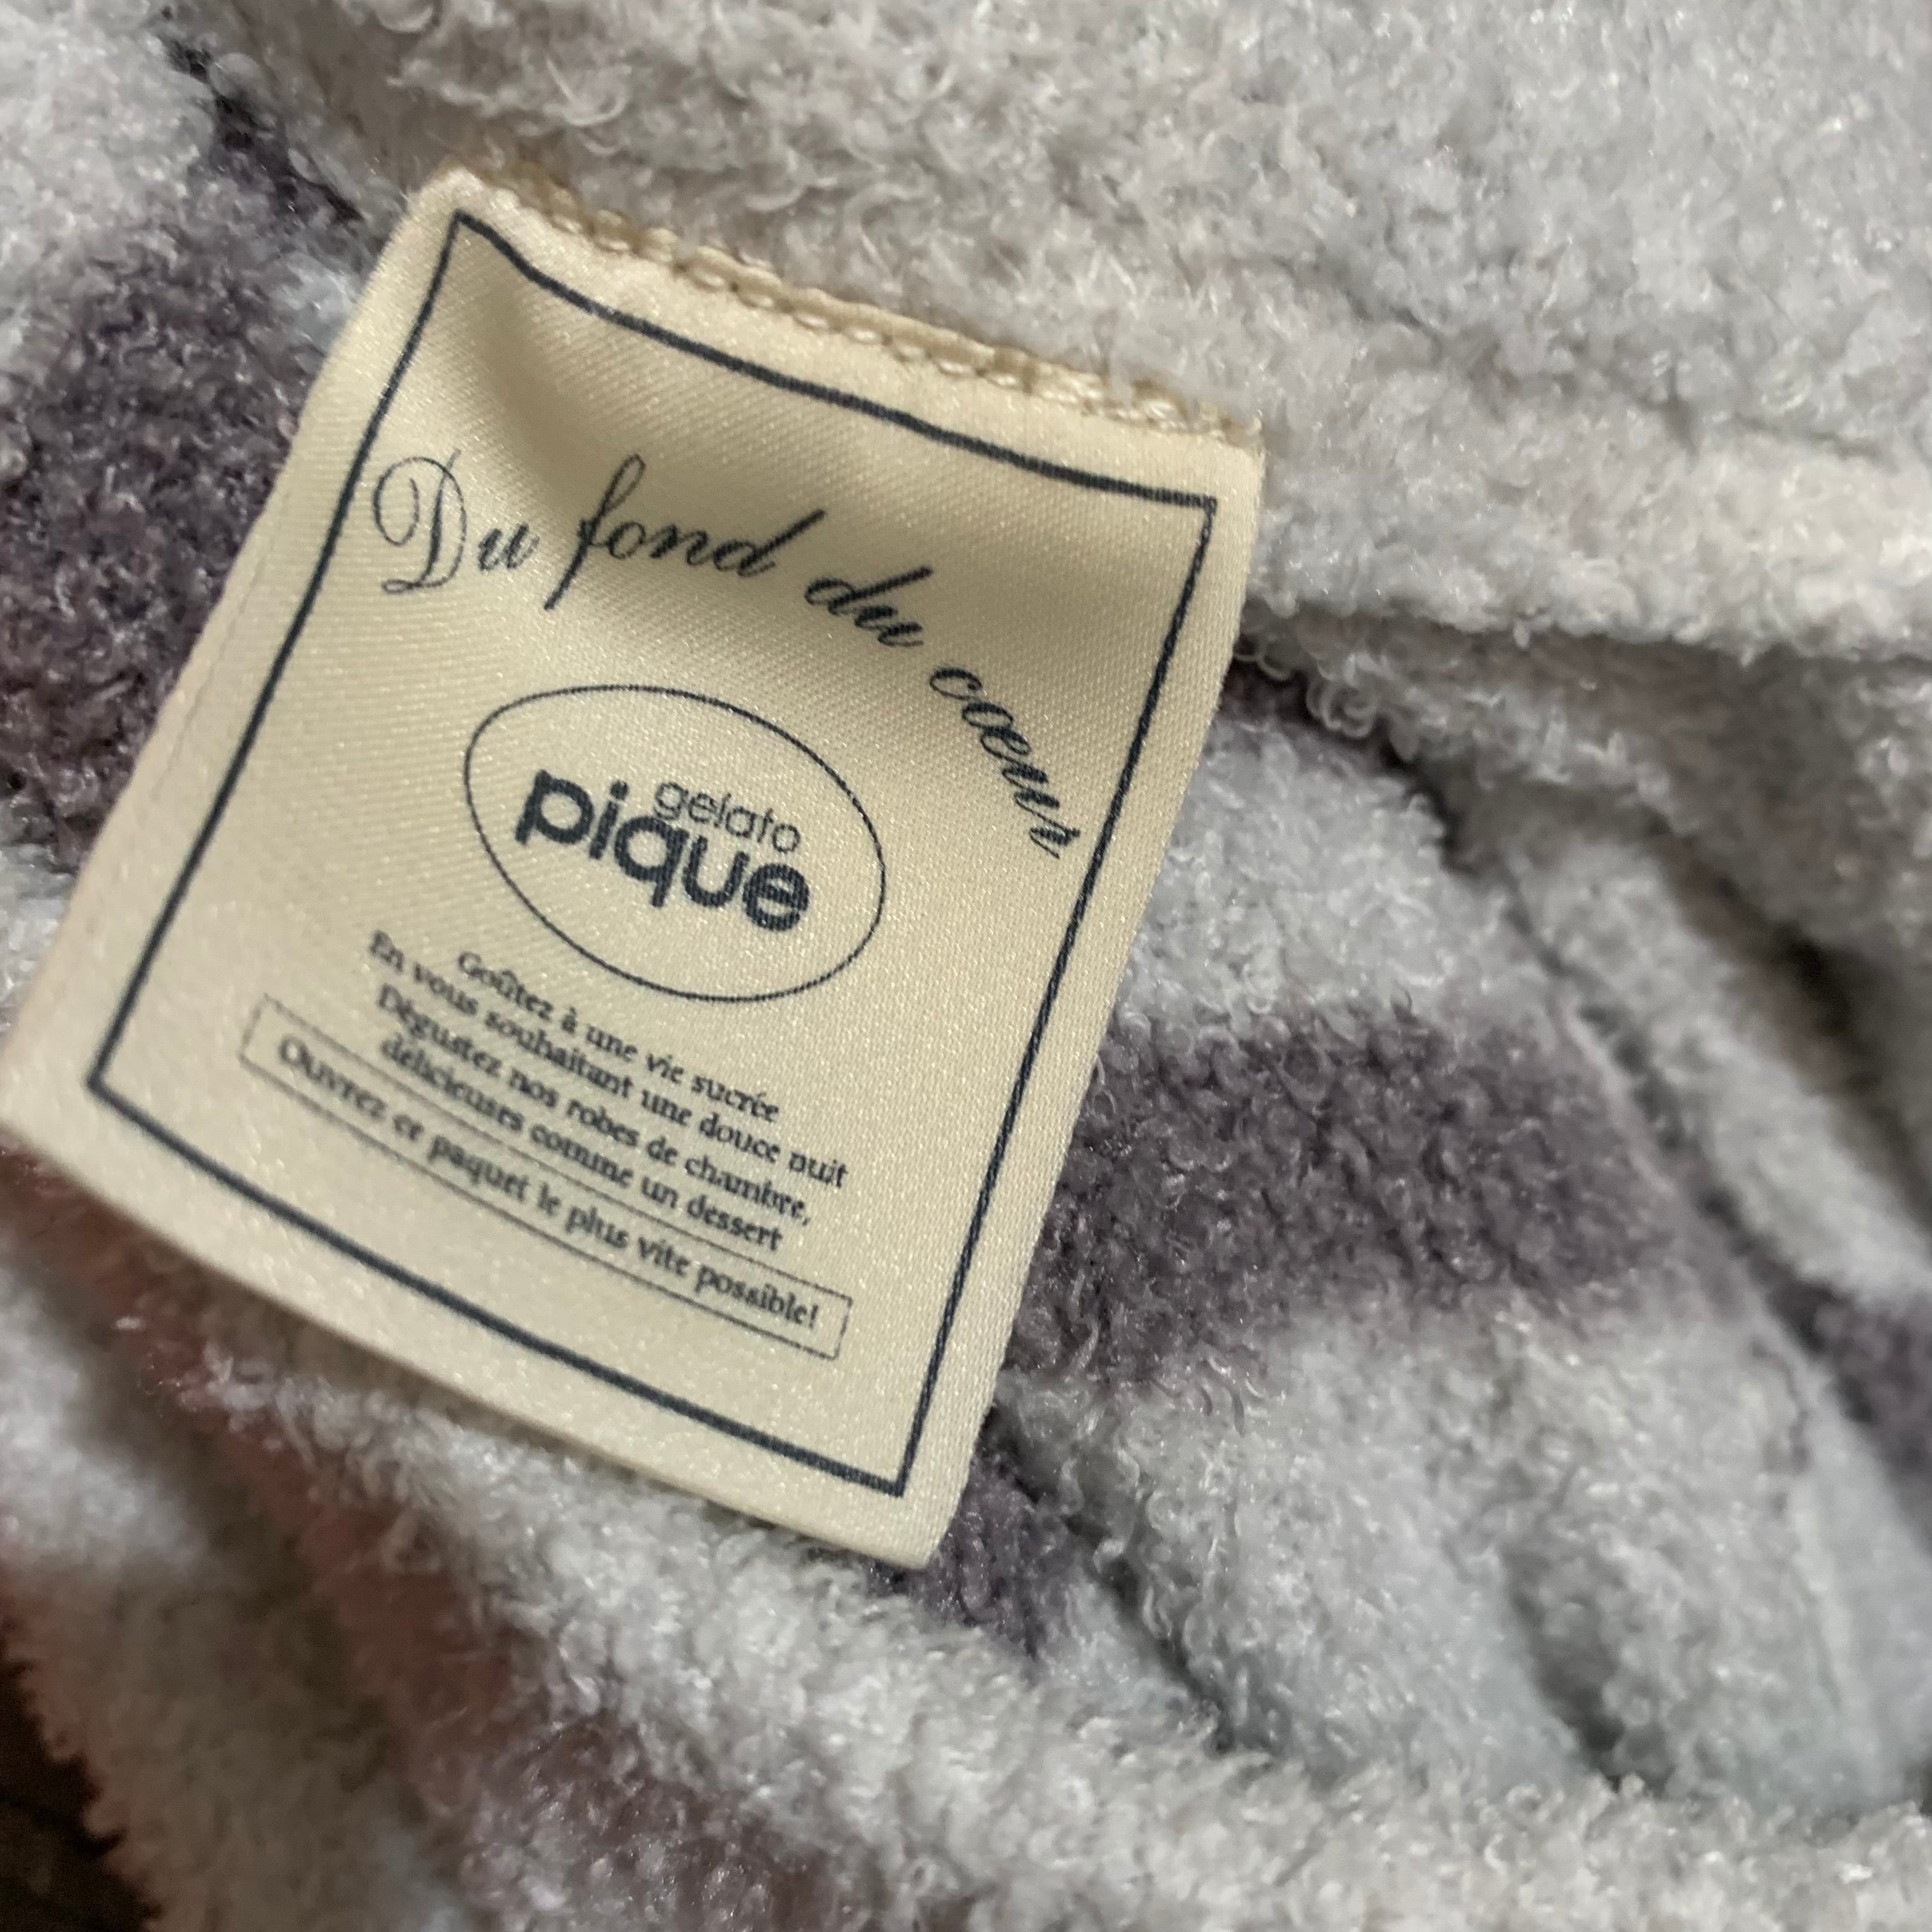 Du fond du cœur
gelato
pique
Goûtez à une vie sucrée
En vous souhaitant une douce nuit
Dégustez nos robes de chambre,
délicieuses comme un dessert
Ouvrez ce paquet le plus vite possible!